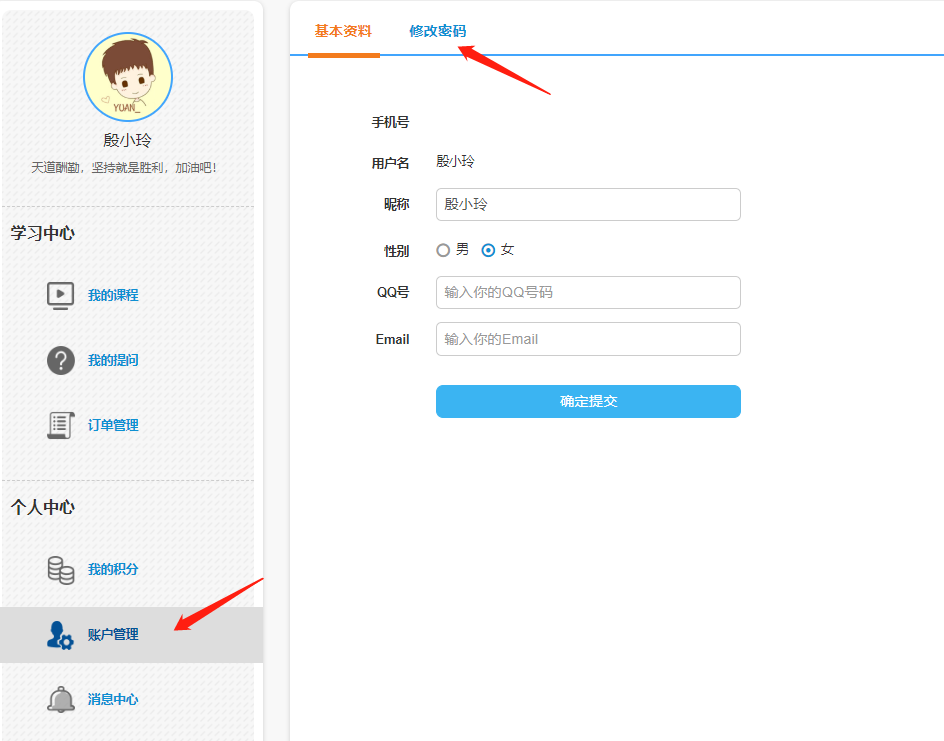 YUAN_
殷小玲
天道酬勤，坚持就是胜利，加油吧！
学习中心
我的课程
我的提问
订单管理
个人中心
我的积分
账户管理
消息中心
基本资料 修改密码
手机号
用户名 殷小玲
昵称 殷小玲
性别 男 女
QQ号 输入你的QQ号码
Email 输入你的Email
确定提交